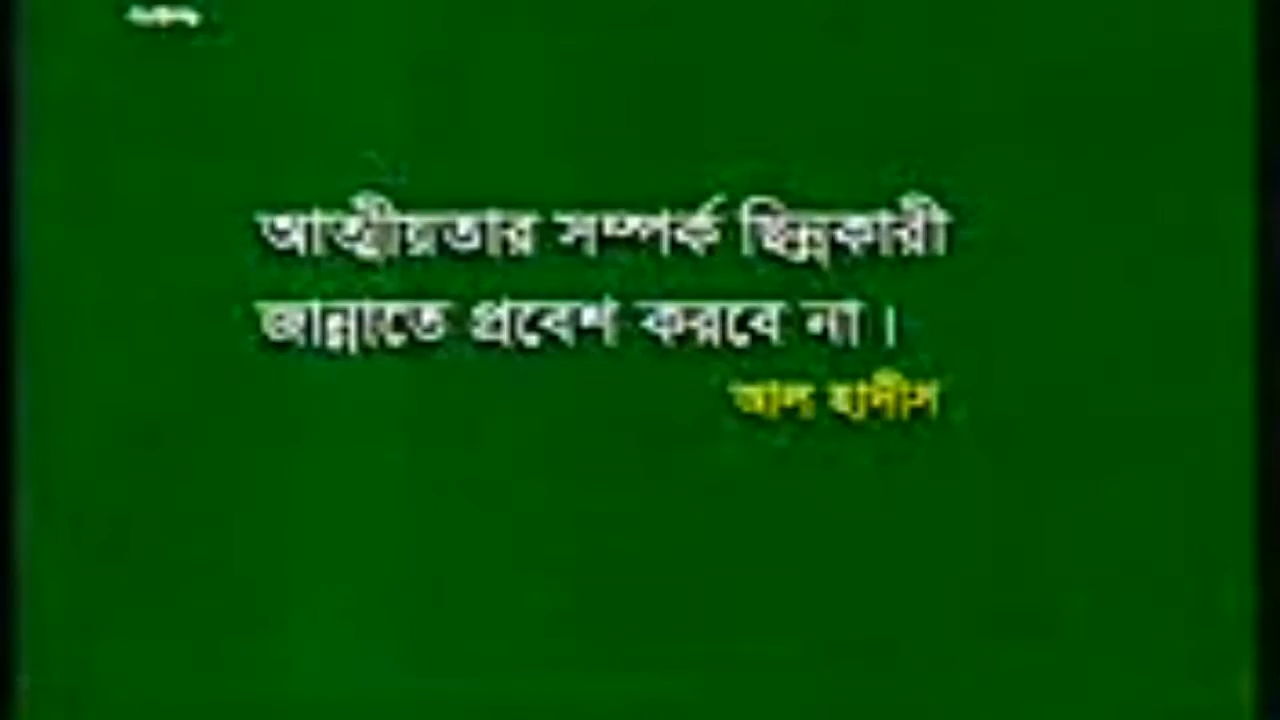 আত্মীয়তার সম্পর্ক ছিন্নকারী
জান্নাতে প্রবেশ করবে না।
আল হাদীস